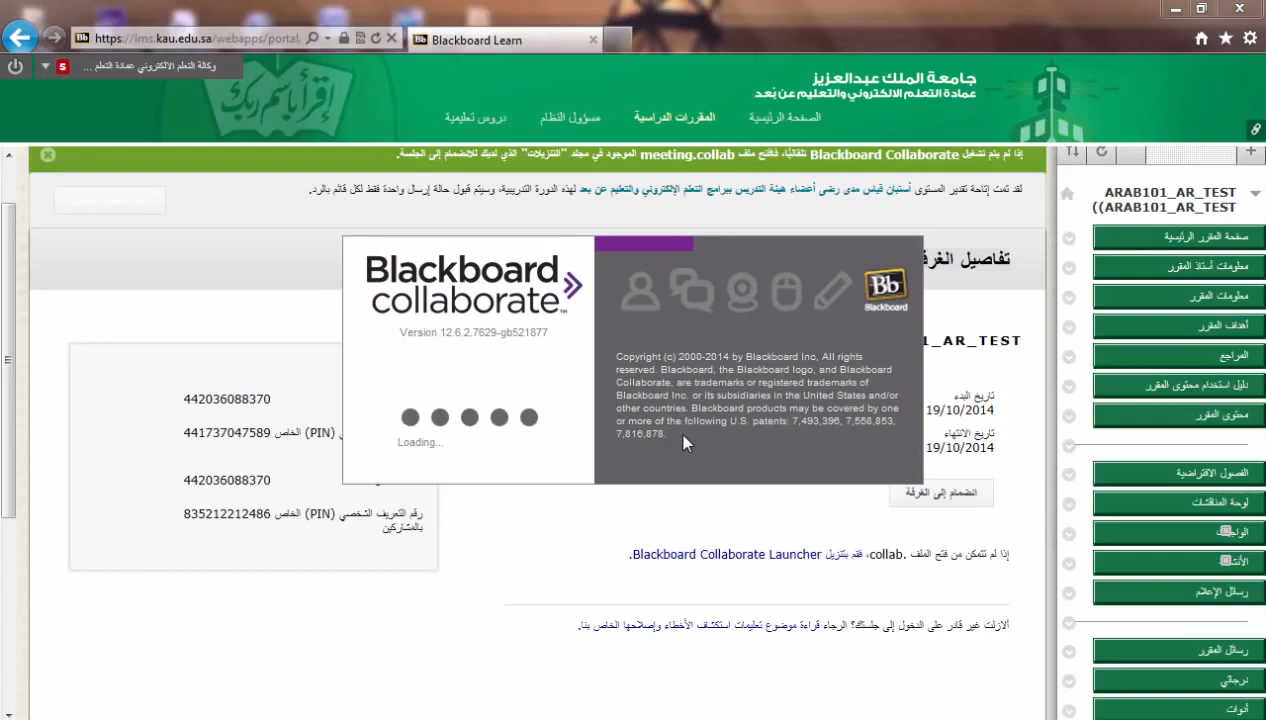 https://lms.kau.edu.sa/webapps/portal
Blackboard Learn
5
وكالة التعلم الالكتروني عمادة التعلم ...
جامعة الملك عبدالعزيز
عمادة التعلم الالكتروني والتعليم عن بُعد
الصفحة الرئيسية
المقررات الدراسية
مسؤول النظام
دروس تعليمية
إذا لم يتم تشغيل Blackboard Collaborate تلقائيًا، فافتح ملف meeting.collab الموجود في مجلد "التنزيلات" الذي لديك للانضمام إلى الجلسة.
لقد تمت إتاحة تقدير المستوى أستبان قياس مدى رضى أعضاء هيئة التدريس ببرامج التعلم الإلكتروني والتعليم عن بعد لهذه الدورة التدريبية، وسيتم قبول حالة إرسال واحدة فقط لكل قائم بالرد.
تفاصيل الغرف
Blackboard
collaborate™
Version 12.6.2.7629-gb521877
Loading...
Bb
Blackboard
Copyright (c) 2000-2014 by Blackboard Inc, All rights
reserved. Blackboard, the Blackboard logo, and Blackboard
Collaborate, are trademarks or registered trademarks of
Blackboard Inc. or its subsidiaries in the United States and/or
other countries. Blackboard products may be covered by one
or more of the following U.S. patents: 7,493,396, 7,558,853,
7,816,878.
1_AR_TEST
تاريخ البدء
19/10/2014
تاريخ الانتهاء
19/10/2014
انضمام إلى الغرفة
442036088370
(PIN) الخاص 441737047589
442036088370
رقم التعريف الشخصي (PIN) الخاص 835212212486
بالمشاركين
إذا لم تتمكن من فتح الملف .collab، فقم بتنزيل Blackboard Collaborate Launcher.
ألازلت غير قادر على الدخول إلى جلستك؟ الرجاء قراءة موضوع تعليمات استكشاف الأخطاء وإصلاحها الخاص بنا.
ARAB101_AR_TEST
((ARAB101_AR_TEST
صفحة المقرر الرئيسية
معلومات أستاذ المقرر
معلومات المقرر
أهداف المقرر
المراجع
دليل استخدام محتوى المقرر
محتوى المقرر
الفصول الافتراضية
لوحة المناقشات
رسائل الإعلام
رسائل المقرر
درجاتي
أدوات